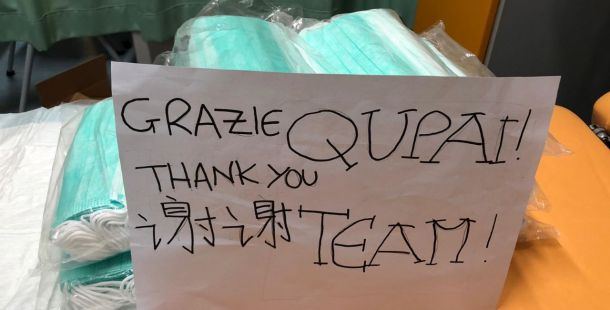 GRAZIE QUPAI!
THANK YOU
谢谢 TEAM!